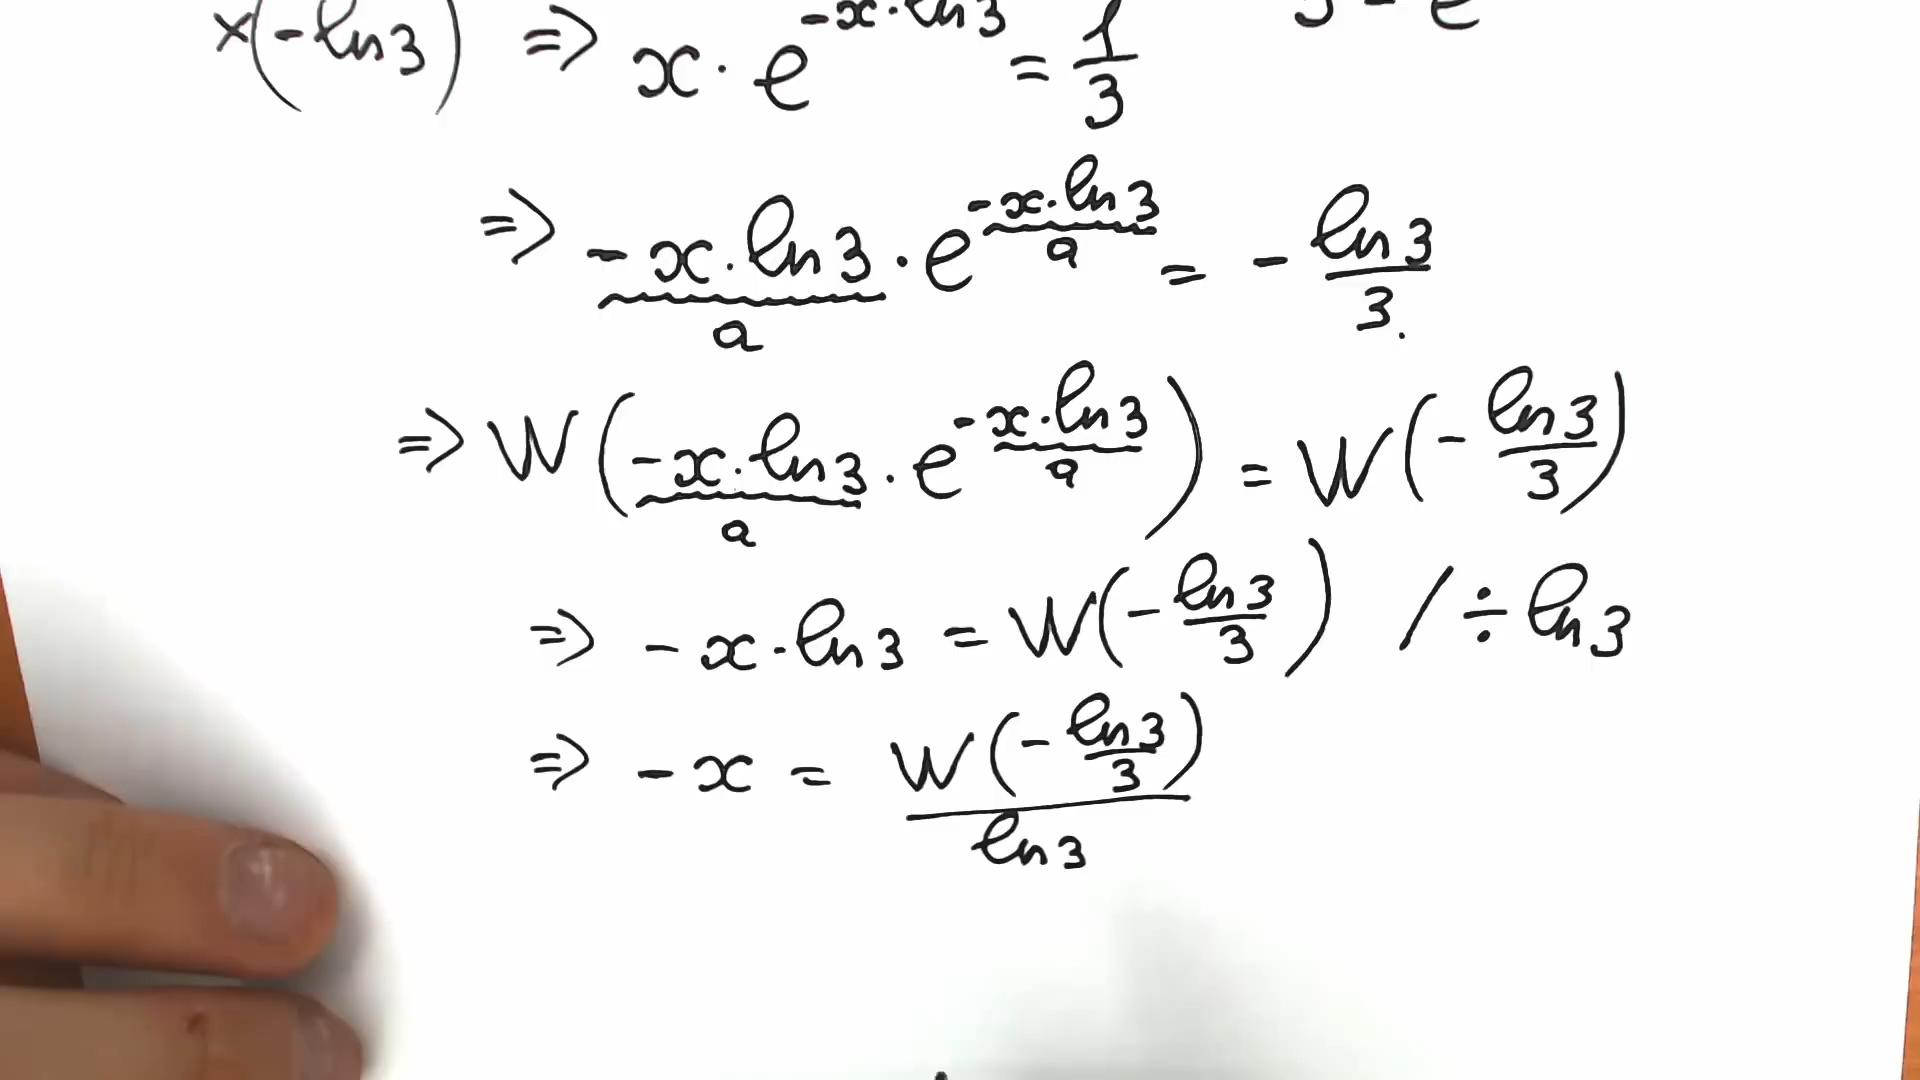 ×(-ln3) => x · e^{-x·ln3} = 1/3
=> -x·ln3 · e^{-x·ln3} = - ln3/3
a a
=> W(-x·ln3 · e^{-x·ln3}) = W(- ln3/3)
a a
=> -x·ln3 = W(- ln3/3) / ÷ ln3
=> -x = W(- ln3/3) / ln3